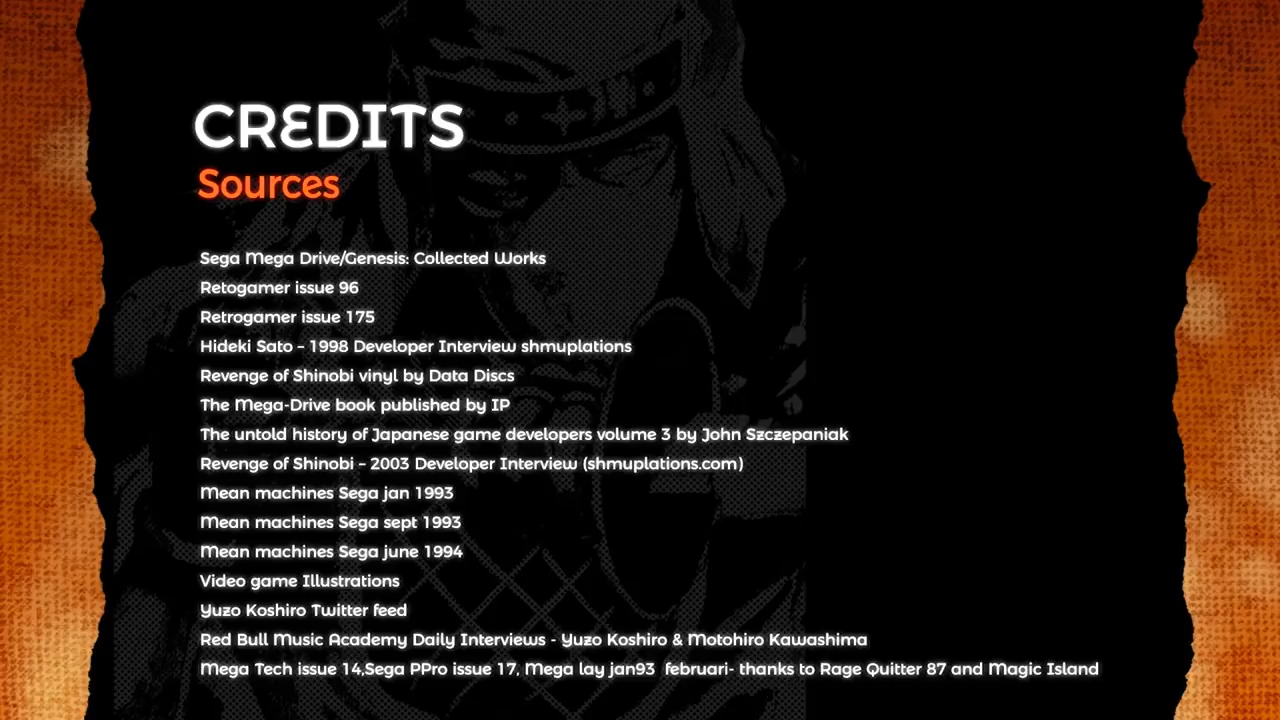 CREDITS
Sources
Sega Mega Drive/Genesis: Collected Works
Retogamer issue 96
Retrogamer issue 175
Hideki Sato – 1998 Developer Interview shmuplations
Revenge of Shinobi vinyl by Data Discs
The Mega-Drive book published by IP
The untold history of Japanese game developers volume 3 by John Szczepaniak
Revenge of Shinobi – 2003 Developer Interview (shmuplations.com)
Mean machines Sega jan 1993
Mean machines Sega sept 1993
Mean machines Sega june 1994
Video game Illustrations
Yuzo Koshiro Twitter feed
Red Bull Music Academy Daily Interviews - Yuzo Koshiro & Motohiro Kawashima
Mega Tech issue 14,Sega PPro issue 17, Mega lay jan93  februari- thanks to Rage Quitter 87 and Magic Island